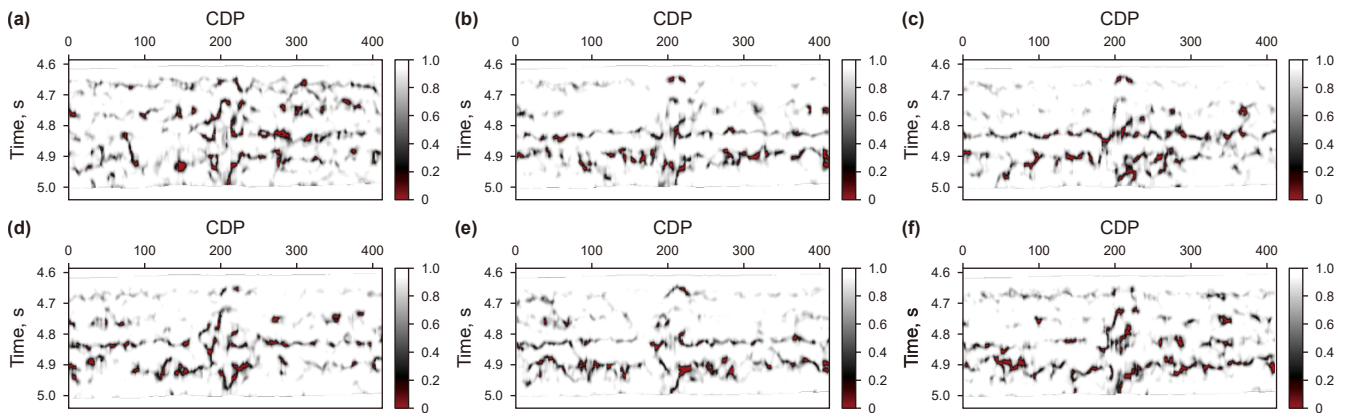 (a) CDP (b) CDP (c) CDP
0 100 200 300 400 0 100 200 300 400 0 100 200 300 400
4.6 1.0 4.6 1.0 4.6 1.0
4.7 0.8 4.7 0.8 4.7 0.8
4.8 0.6 4.8 0.6 4.8 0.6
4.9 0.4 4.9 0.4 4.9 0.4
5.0 0.2 5.0 0.2 5.0 0.2
0 0 0
Time, s Time, s Time, s
(d) CDP (e) CDP (f) CDP
0 100 200 300 400 0 100 200 300 400 0 100 200 300 400
4.6 1.0 4.6 1.0 4.6 1.0
4.7 0.8 4.7 0.8 4.7 0.8
4.8 0.6 4.8 0.6 4.8 0.6
4.9 0.4 4.9 0.4 4.9 0.4
5.0 0.2 5.0 0.2 5.0 0.2
0 0 0
Time, s Time, s Time, s